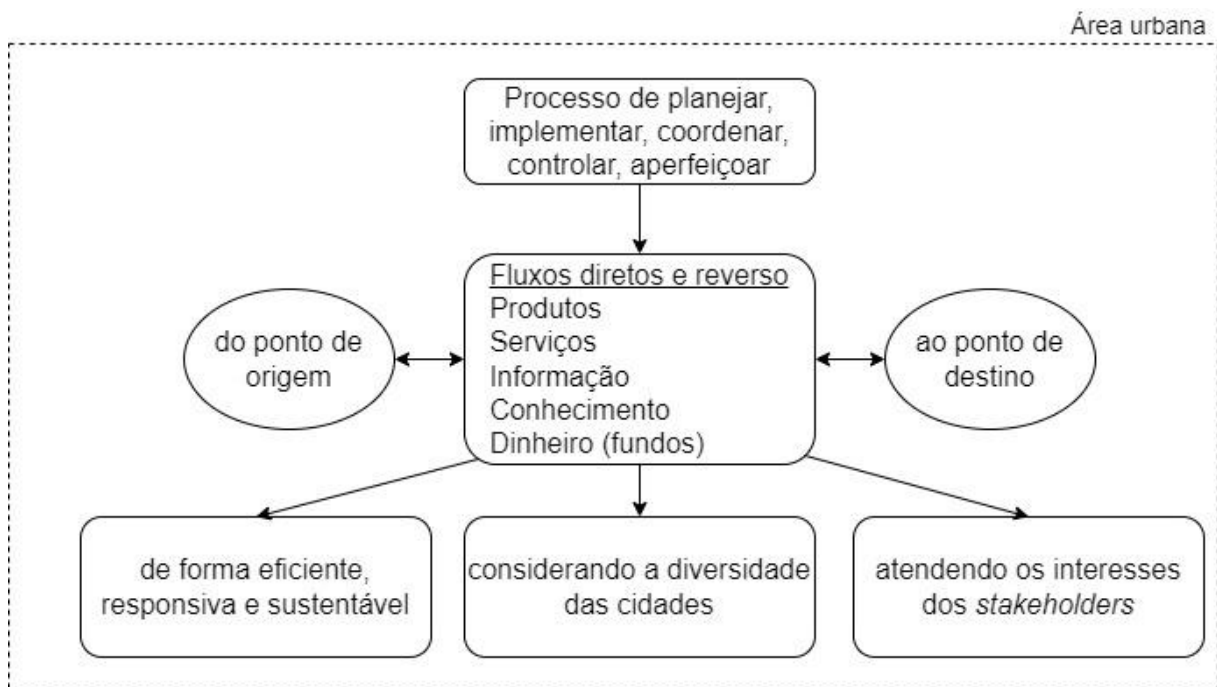 Área urbana
Processo de planejar,
implementar, coordenar,
controlar, aperfeiçoar
Fluxos diretos e reverso
Produtos
Serviços
Informação
Conhecimento
Dinheiro (fundos)
do ponto de
origem
ao ponto de
destino
de forma eficiente,
responsiva e sustentável
considerando a diversidade
das cidades
atendendo os interesses
dos stakeholders